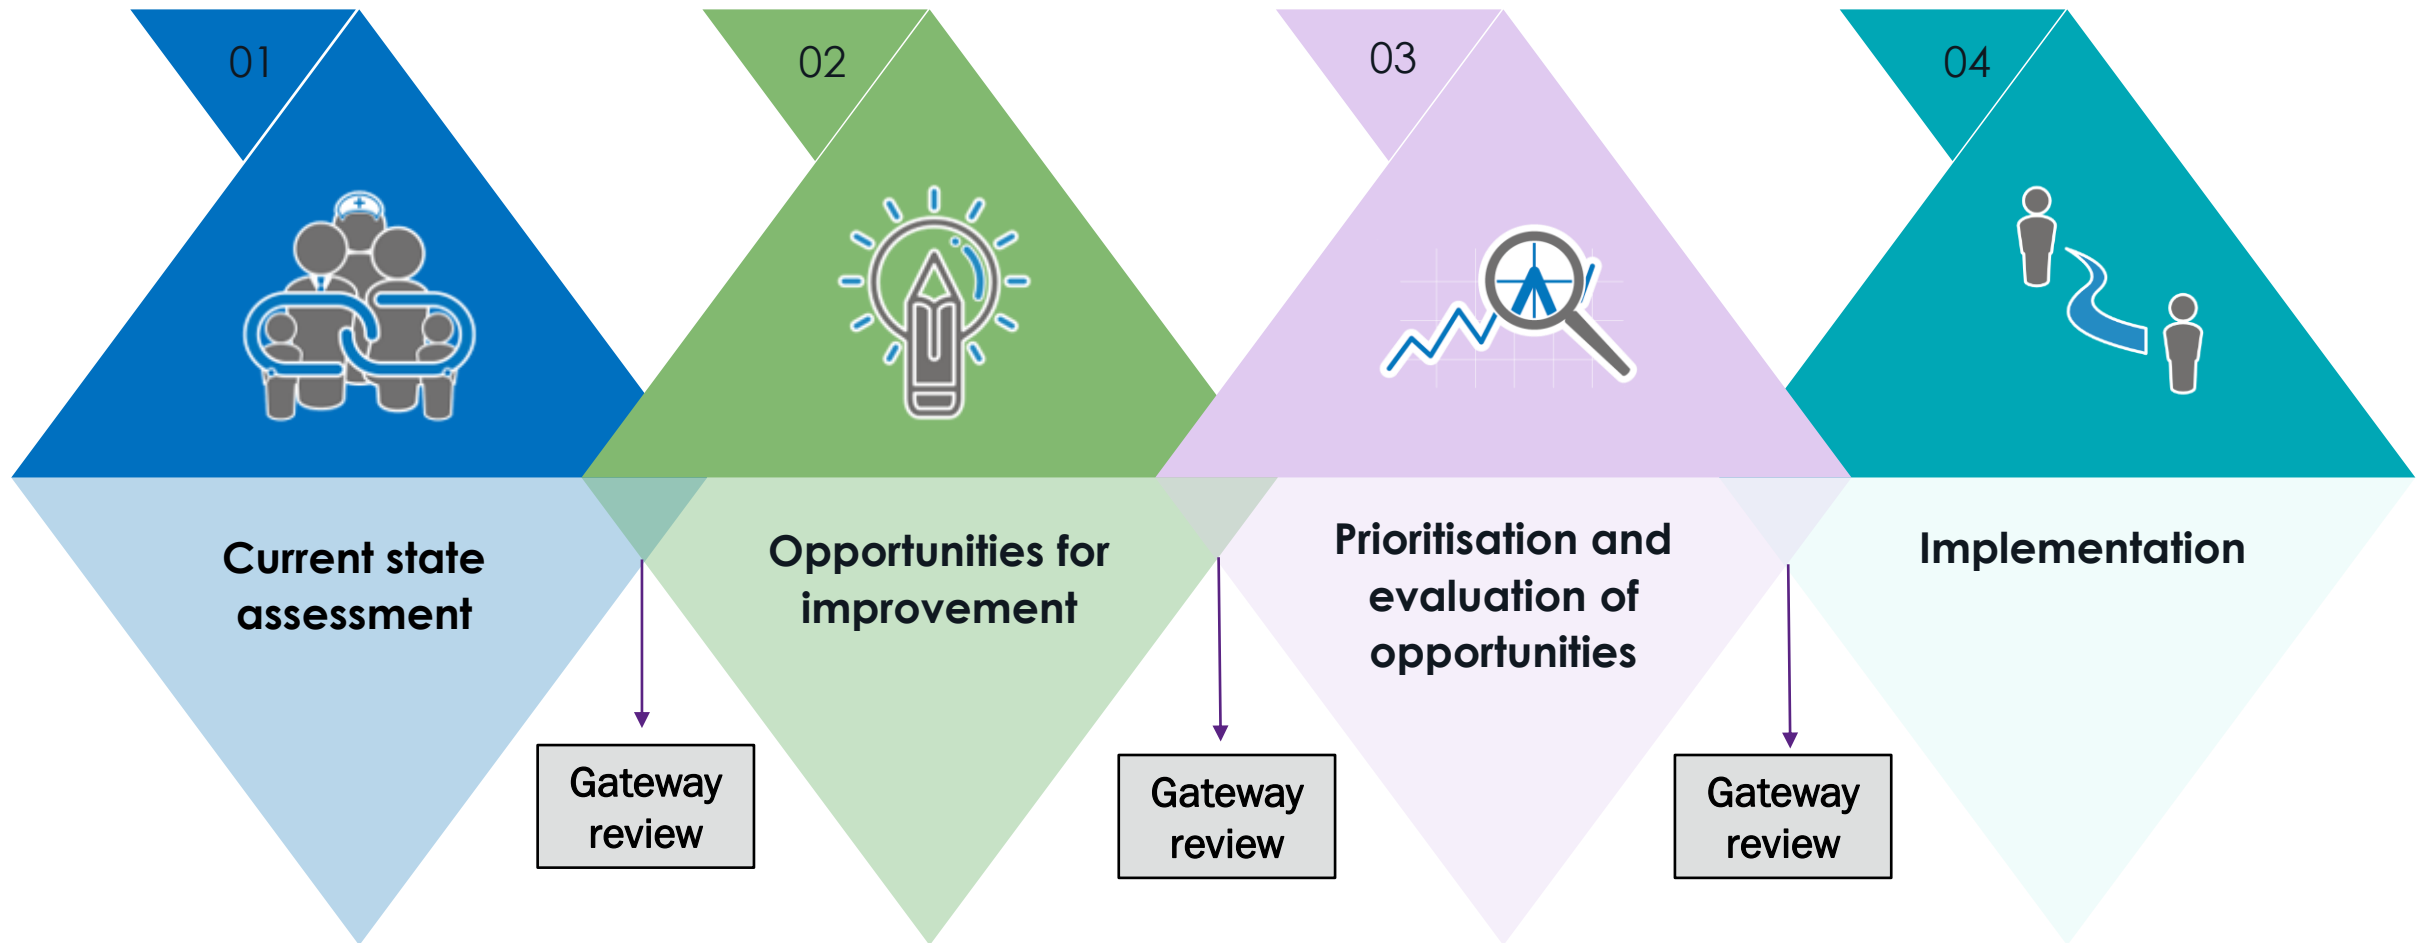 01
02
03
04
Current state
assessment
Opportunities for
improvement
Prioritisation and
evaluation of
opportunities
Implementation
Gateway
review
Gateway
review
Gateway
review